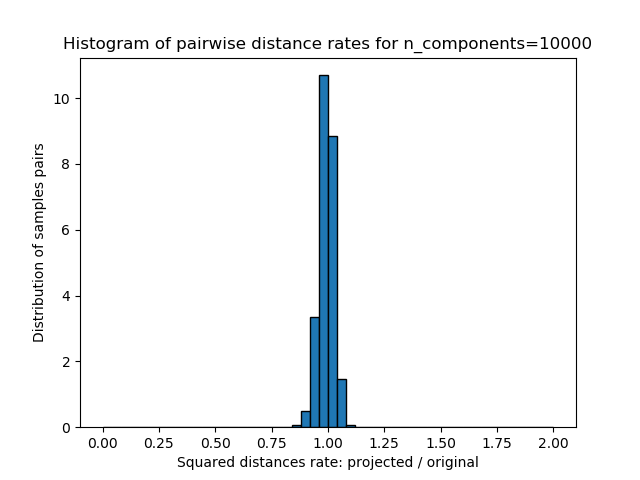 Histogram of pairwise distance rates for n_components=10000
Distribution of samples pairs
10
8
6
4
2
0
0.00 0.25 0.50 0.75 1.00 1.25 1.50 1.75 2.00
Squared distances rate: projected / original